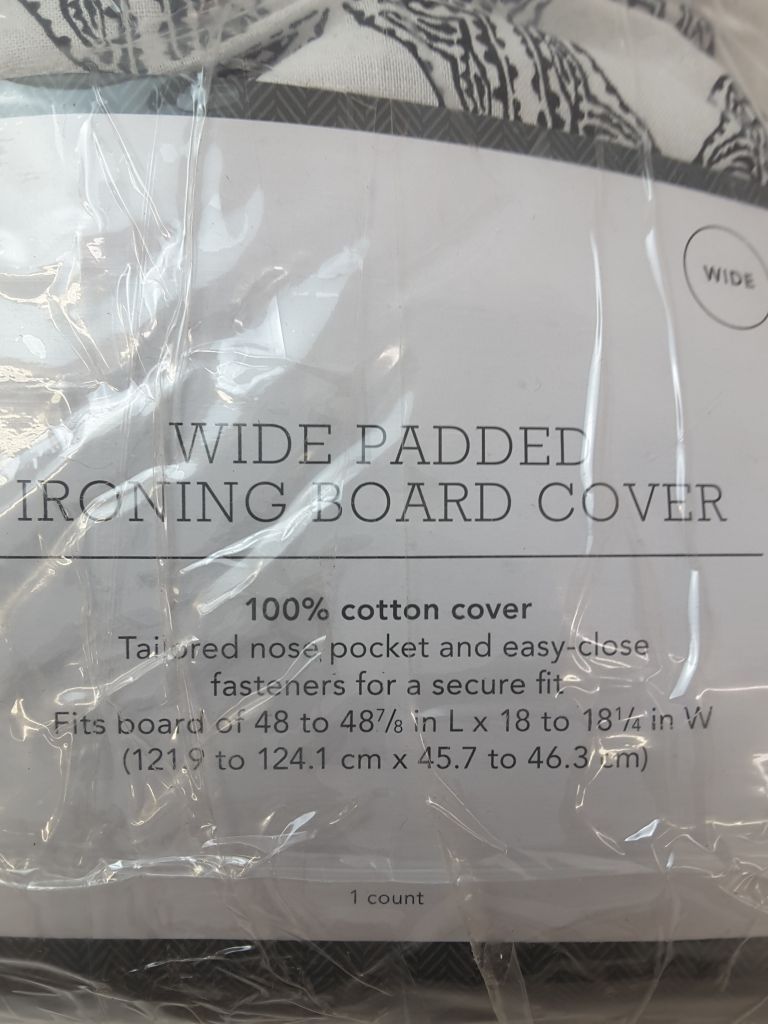 WIDE
WIDE PADDED
IRONING BOARD COVER
100% cotton cover
Tailored nose pocket and easy-close
fasteners for a secure fit
Fits board of 48 to 48⅞ in L x 18 to 18¼ in W
(121.9 to 124.1 cm x 45.7 to 46.3 cm)
1 count